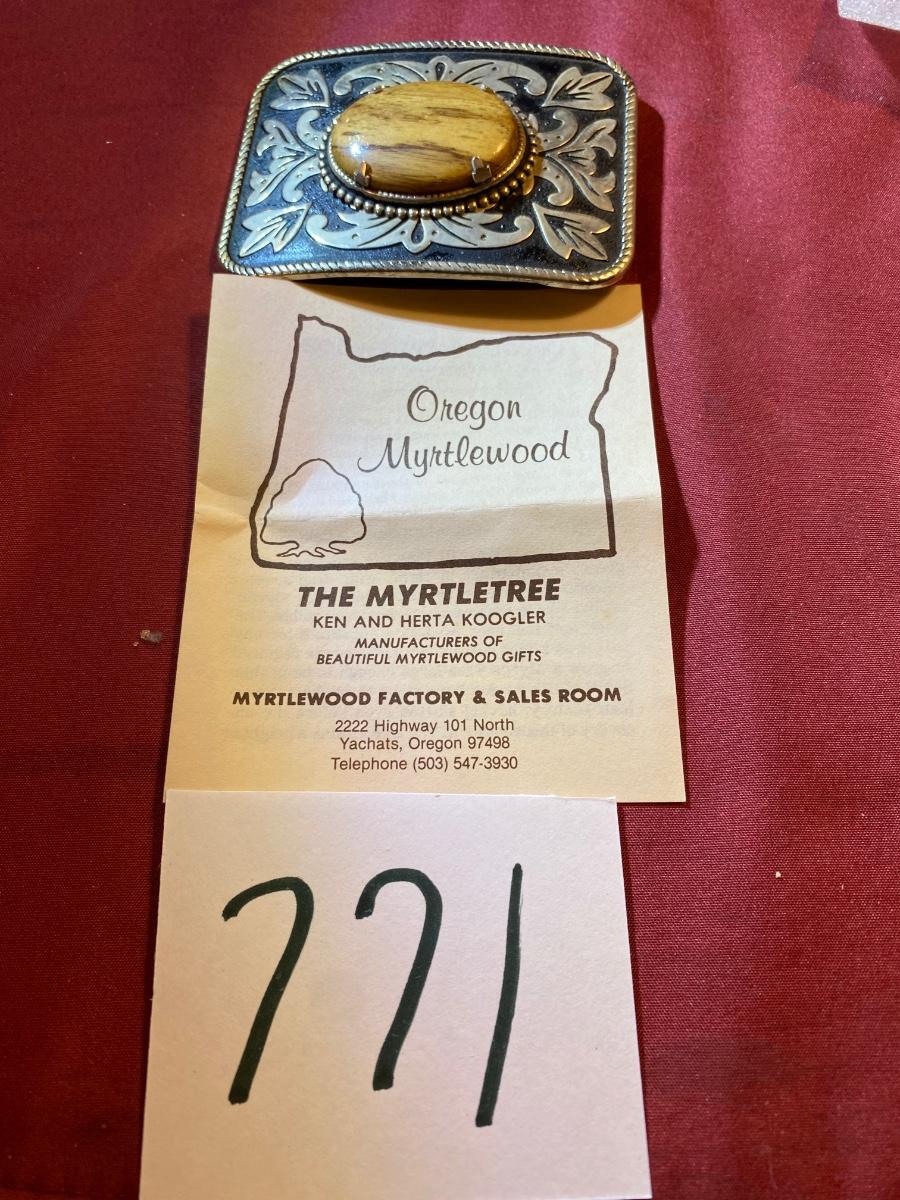 Oregon
Myrtlewood
THE MYRTLETREE
KEN AND HERTA KOOGLER
MANUFACTURERS OF
BEAUTIFUL MYRTLEWOOD GIFTS
MYRTLEWOOD FACTORY & SALES ROOM
2222 Highway 101 North
Yachats, Oregon 97498
Telephone (503) 547-3930
771